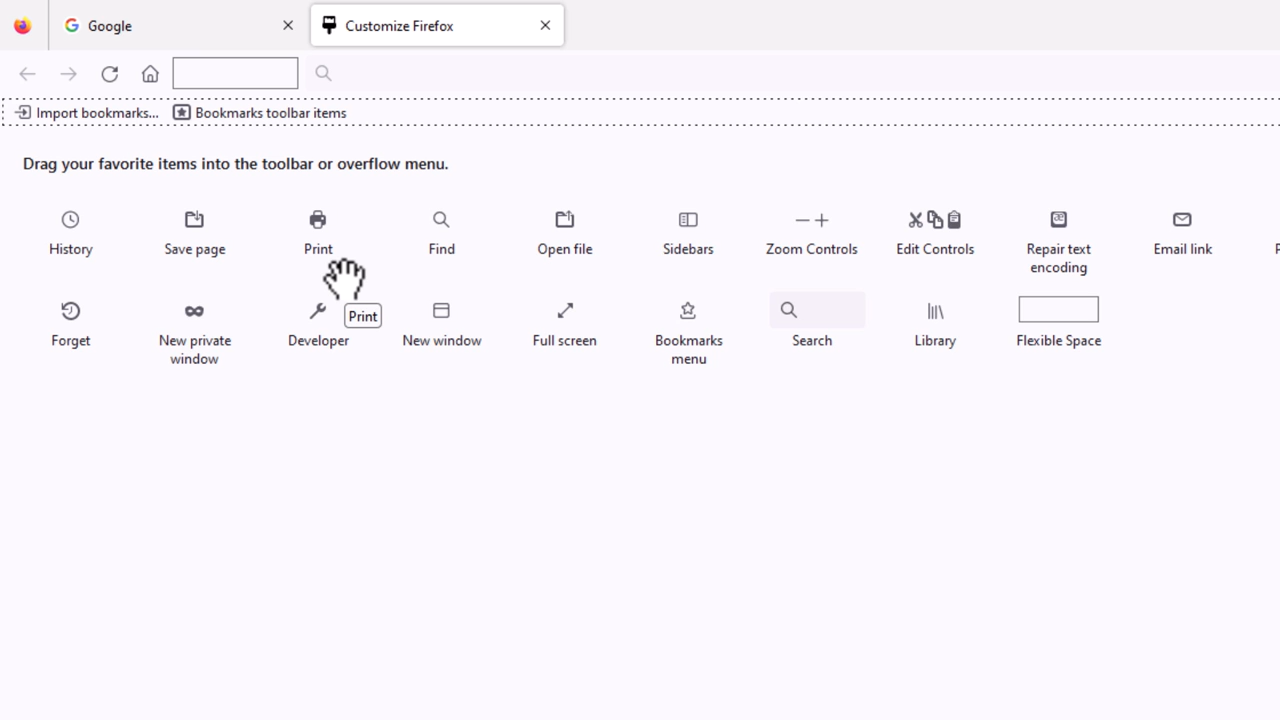 Google
Customize Firefox
Import bookmarks...
Bookmarks toolbar items
Drag your favorite items into the toolbar or overflow menu.
History
Save page
Print
Find
Open file
Sidebars
Zoom Controls
Edit Controls
Repair text
encoding
Email link
Print
Forget
New private
window
Developer
New window
Full screen
Bookmarks
menu
Search
Library
Flexible Space